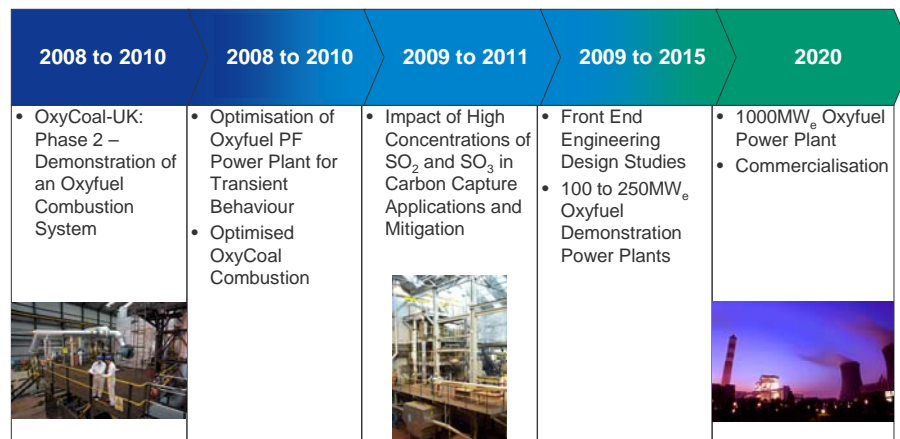 2008 to 2010
2008 to 2010
2009 to 2011
2009 to 2015
2020
• OxyCoal-UK:
Phase 2 –
Demonstration of
an Oxyfuel
Combustion
System
• Optimisation of
Oxyfuel PF
Power Plant for
Transient
Behaviour
• Optimised
OxyCoal
Combustion
• Impact of High
Concentrations of
SO₂ and SO₃ in
Carbon Capture
Applications and
Mitigation
• Front End
Engineering
Design Studies
• 100 to 250MWₑ
Oxyfuel
Demonstration
Power Plants
• 1000MWₑ Oxyfuel
Power Plant
• Commercialisation